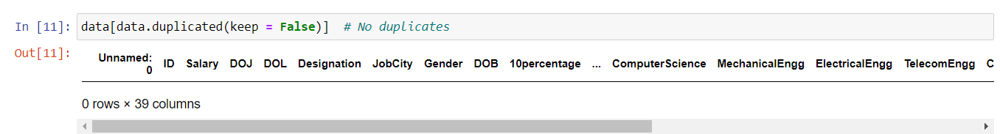 In [11]: data[data.duplicated(keep = False)]  # No duplicates
Out[11]:
Unnamed: 0 ID Salary DOJ DOL Designation JobCity Gender DOB 10percentage ... ComputerScience MechanicalEngg ElectricalEngg TelecomEngg C
0 rows × 39 columns